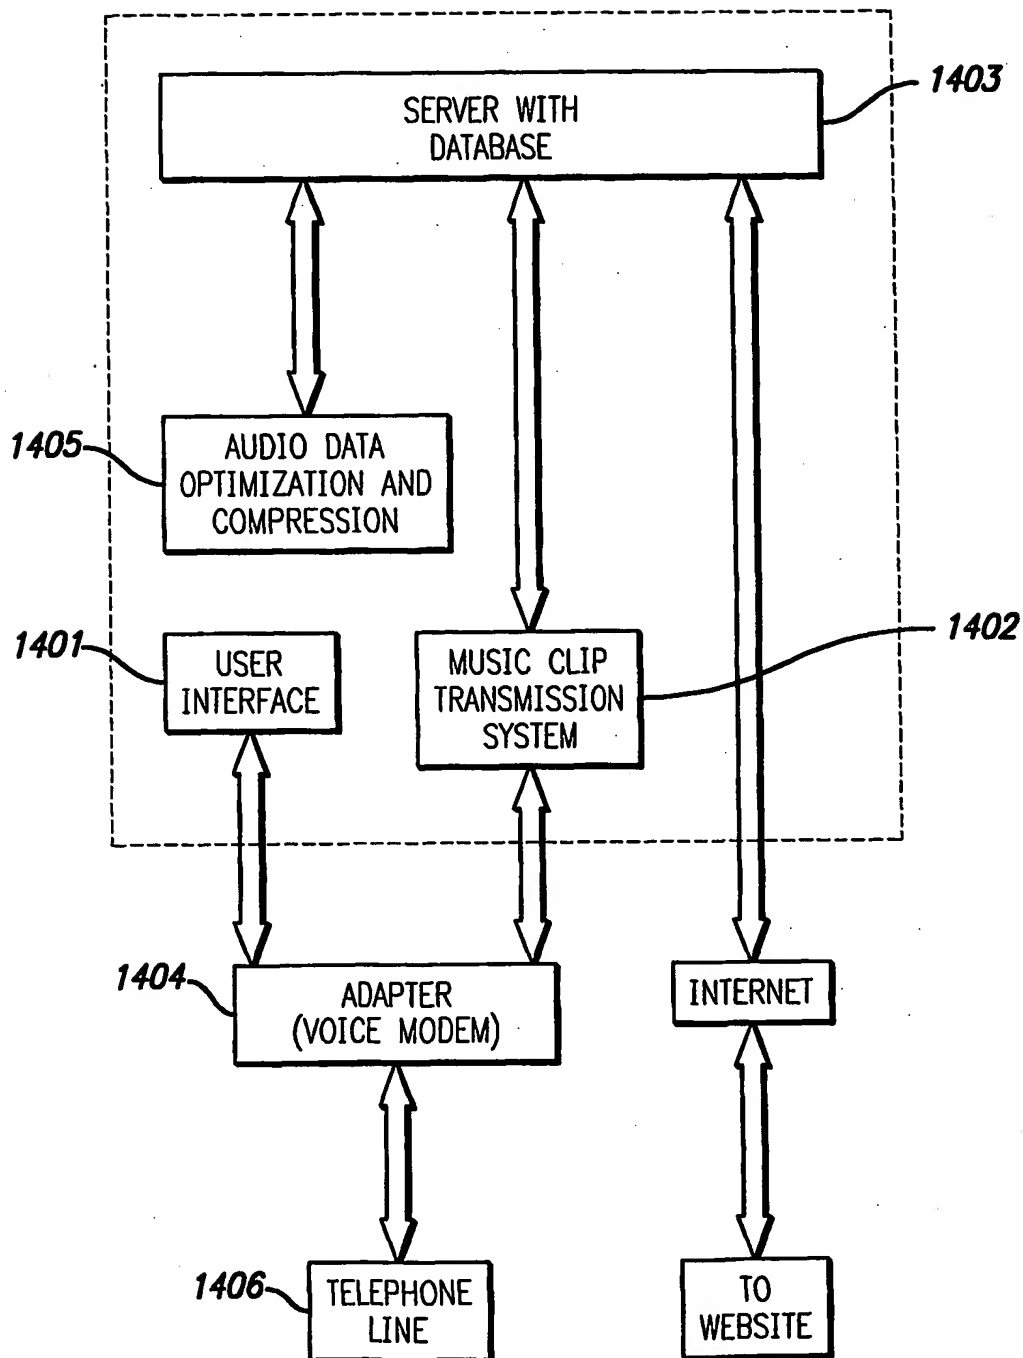 1403
SERVER WITH
DATABASE
1405
AUDIO DATA
OPTIMIZATION AND
COMPRESSION
1401
USER
INTERFACE
MUSIC CLIP
TRANSMISSION
SYSTEM
1402
1404
ADAPTER
(VOICE MODEM)
INTERNET
1406
TELEPHONE
LINE
TO
WEBSITE